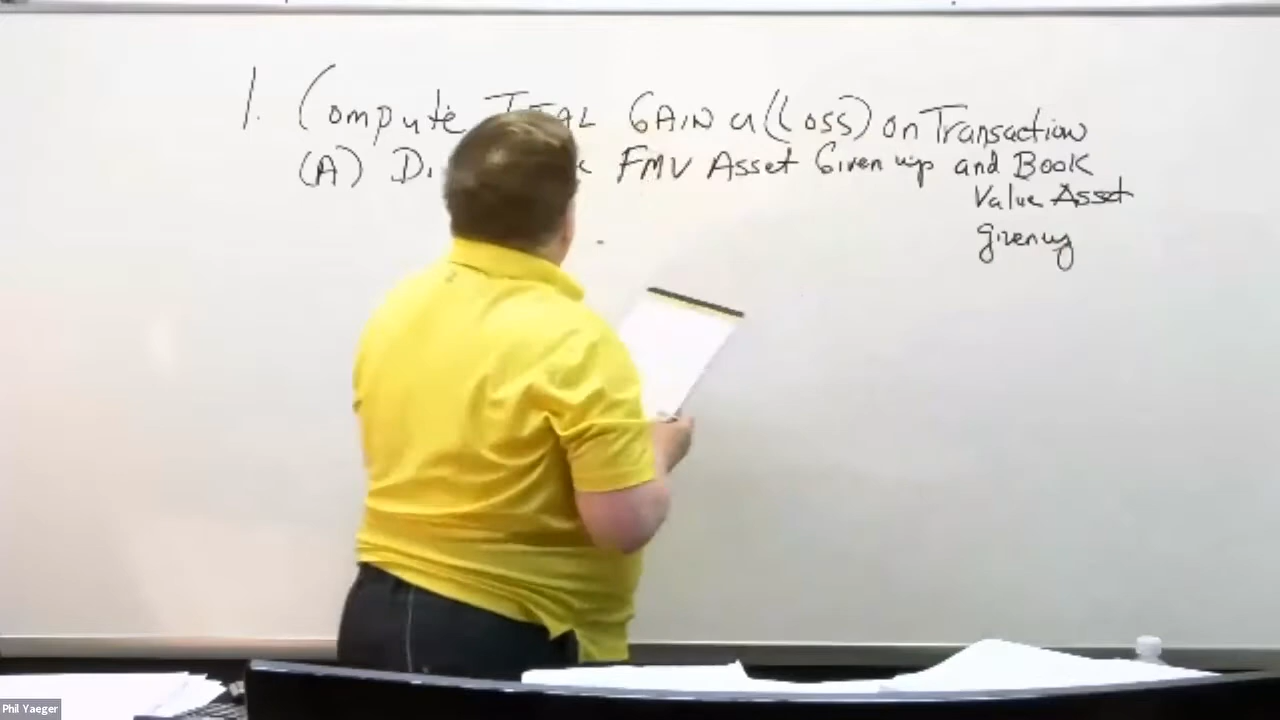 1. Compute TOTAL GAIN or (Loss) on Transaction
(A) FMV Asset Given up and Book
Value Asset
given up
Phil Yaeger